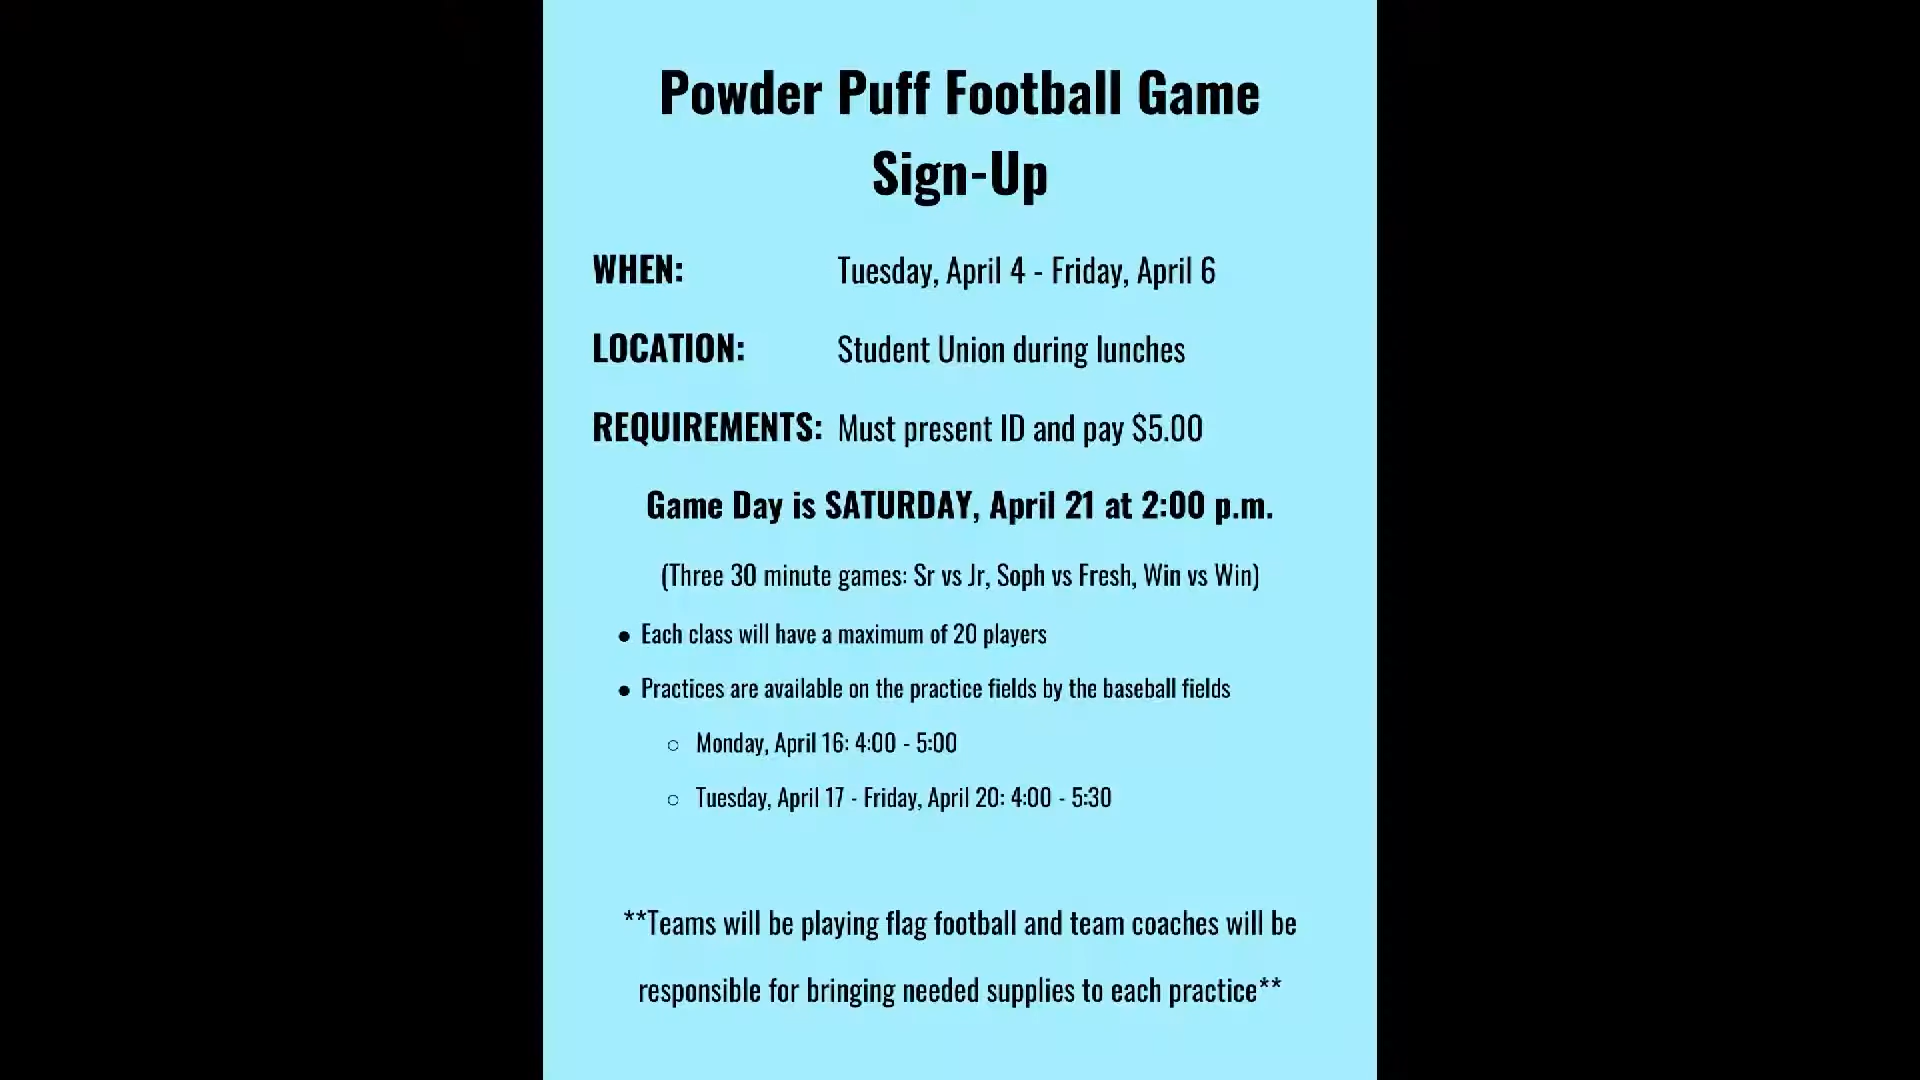 Powder Puff Football Game
Sign-Up
WHEN: Tuesday, April 4 - Friday, April 6
LOCATION: Student Union during lunches
REQUIREMENTS: Must present ID and pay $5.00
Game Day is SATURDAY, April 21 at 2:00 p.m.
(Three 30 minute games: Sr vs Jr, Soph vs Fresh, Win vs Win)
● Each class will have a maximum of 20 players
● Practices are available on the practice fields by the baseball fields
○ Monday, April 16: 4:00 - 5:00
○ Tuesday, April 17 - Friday, April 20: 4:00 - 5:30
**Teams will be playing flag football and team coaches will be
responsible for bringing needed supplies to each practice**